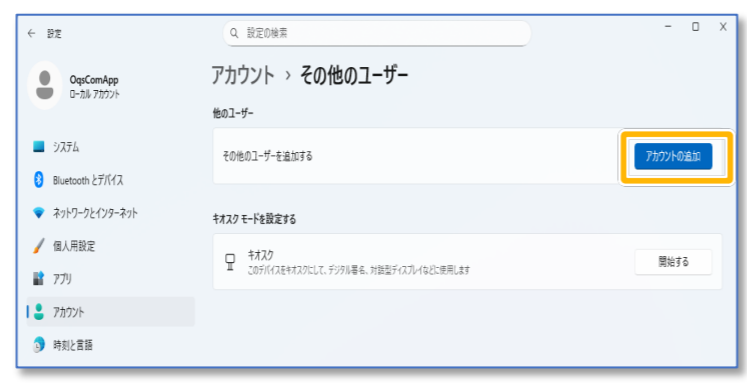 ← 設定
設定の検索
OqsComApp
ローカル アカウント
アカウント › その他のユーザー
他のユーザー
その他のユーザーを追加する
アカウントの追加
キオスク モードを設定する
キオスク
このデバイスをキオスクにして、デジタル署名、対話型ディスプレイなどに使用します
開始する
システム
Bluetooth とデバイス
ネットワークとインターネット
個人用設定
アプリ
アカウント
時刻と言語